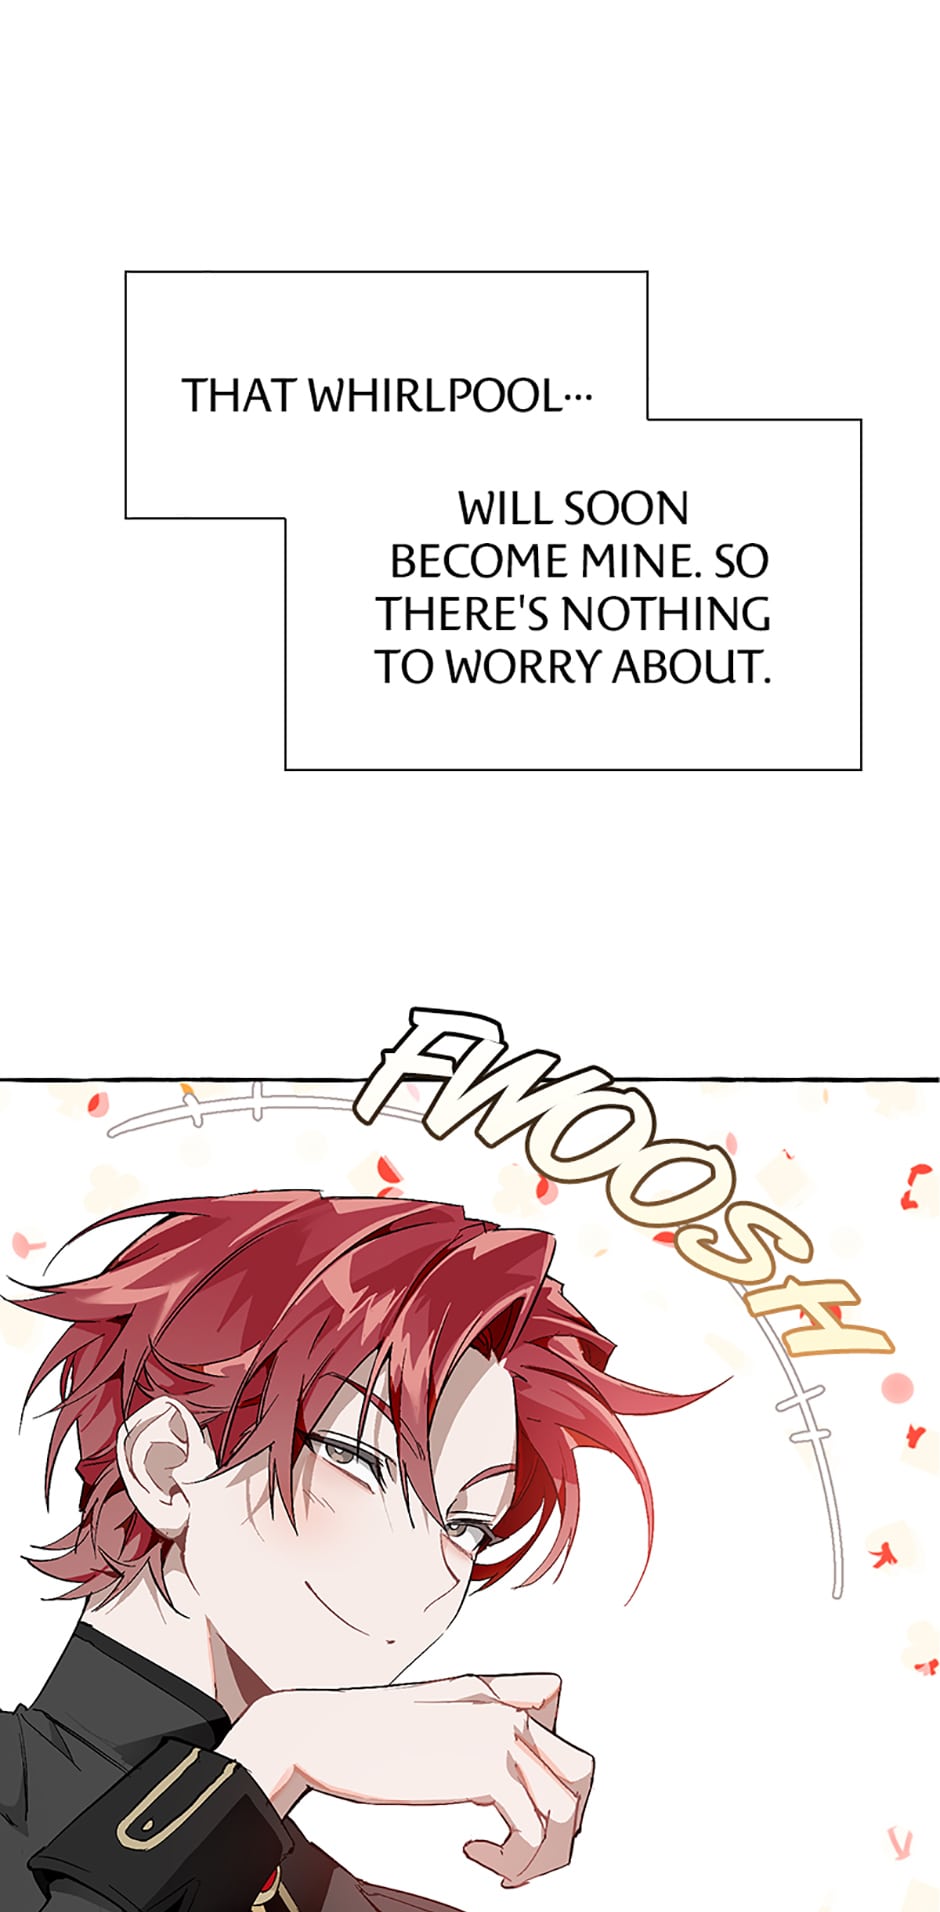 THAT WHIRLPOOL...
WILL SOON
BECOME MINE. SO
THERE'S NOTHING
TO WORRY ABOUT.
FWOOSH